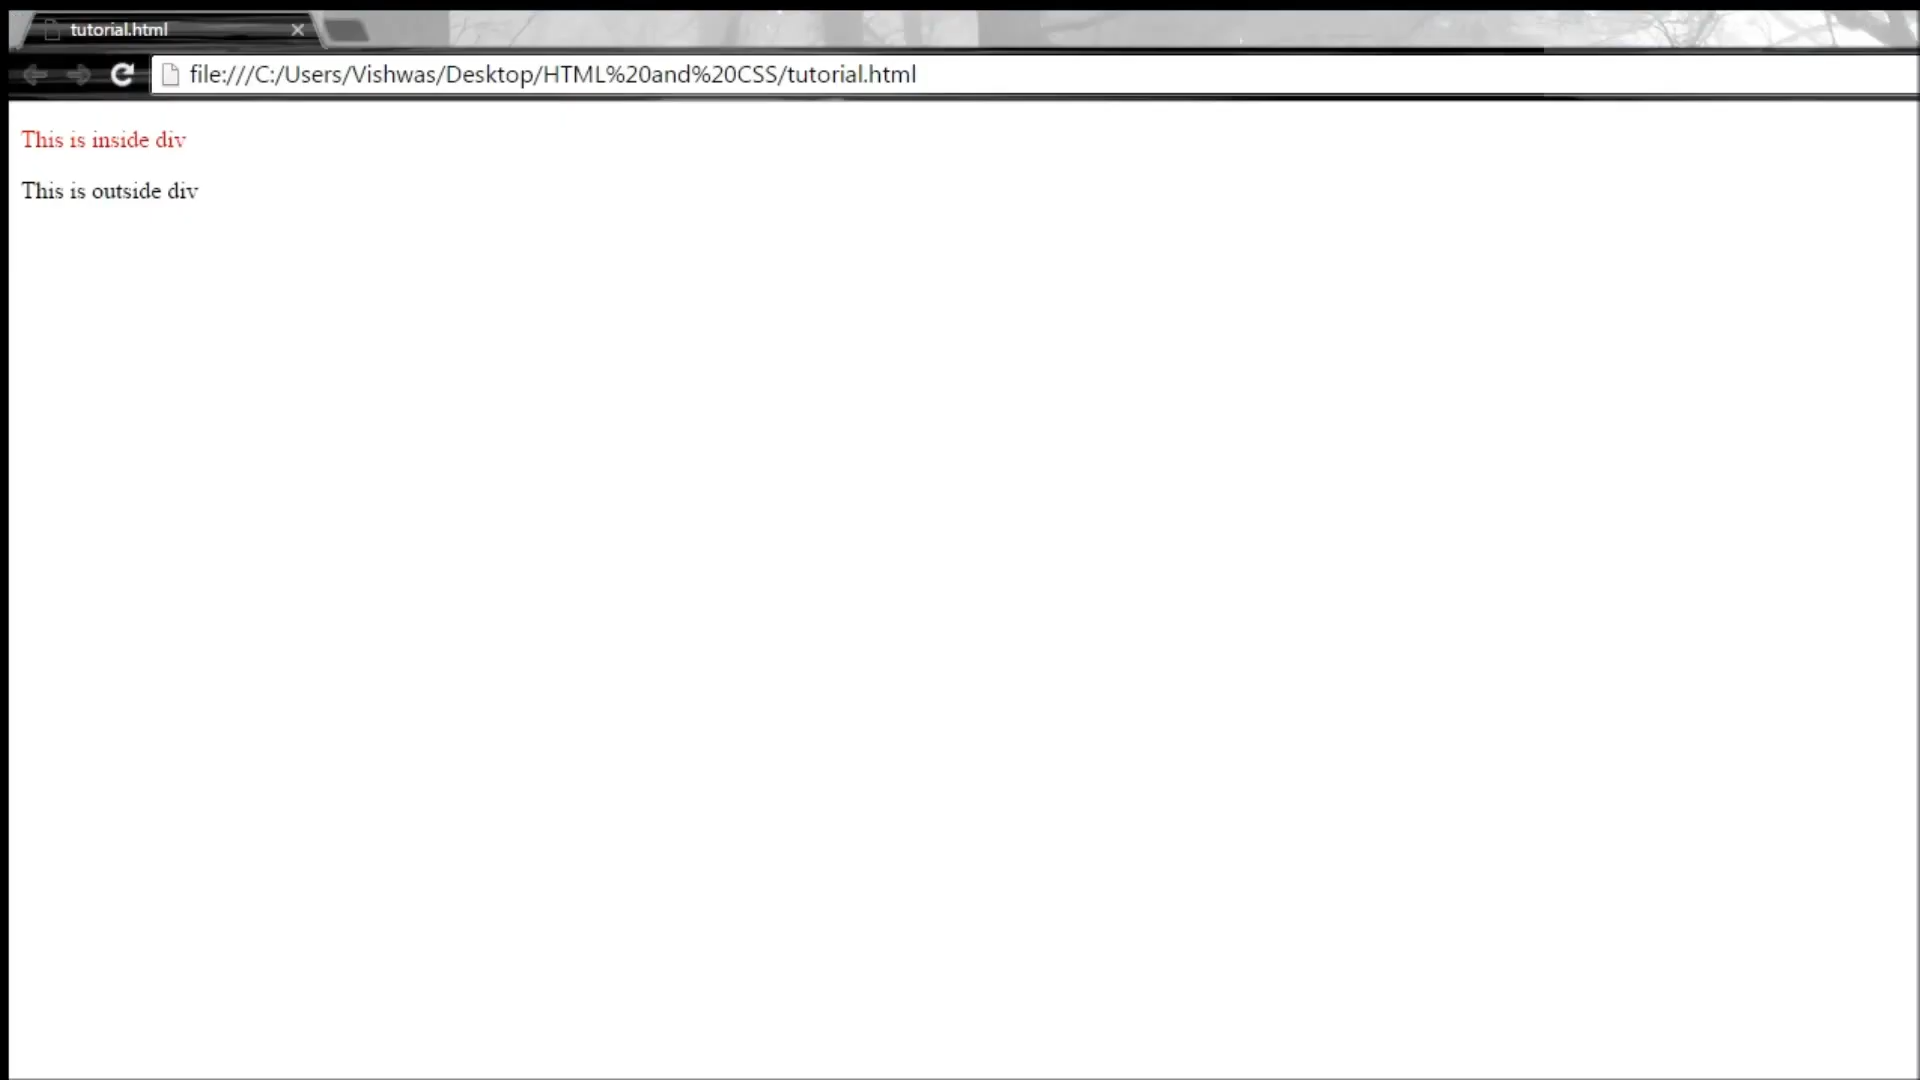 tutorial.html
file:///C:/Users/Vishwas/Desktop/HTML%20and%20CSS/tutorial.html
This is inside div
This is outside div